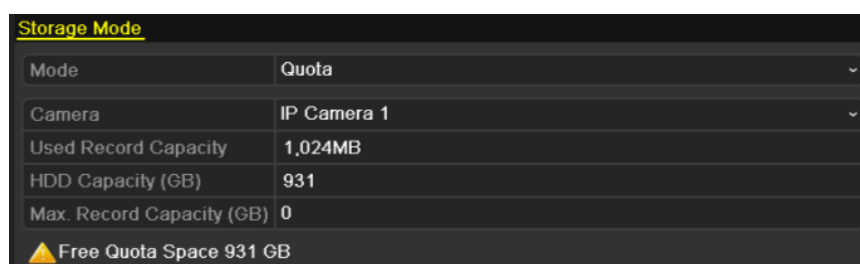 Storage Mode
Mode Quota
Camera IP Camera 1
Used Record Capacity 1,024MB
HDD Capacity (GB) 931
Max. Record Capacity (GB) 0
Free Quota Space 931 GB